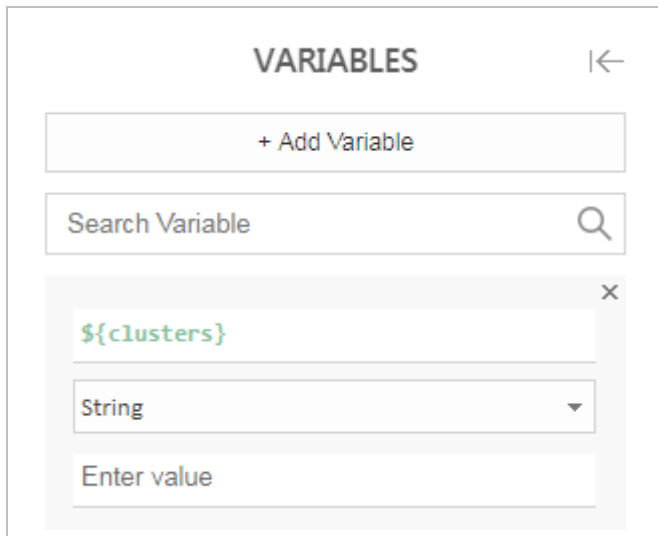 VARIABLES
+ Add Variable
Search Variable
${clusters}
String
Enter value